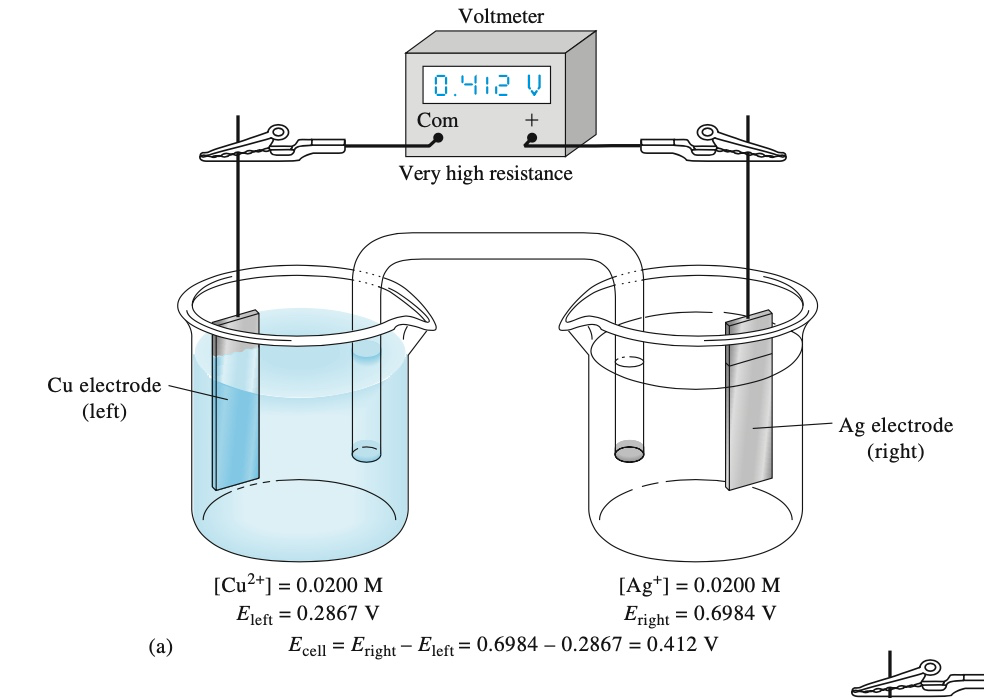 Voltmeter
0.412 V
Com +
Very high resistance
Cu electrode
(left)
Ag electrode
(right)
[Cu²⁺] = 0.0200 M
E_left = 0.2867 V
[Ag⁺] = 0.0200 M
E_right = 0.6984 V
(a) E_cell = E_right − E_left = 0.6984 − 0.2867 = 0.412 V